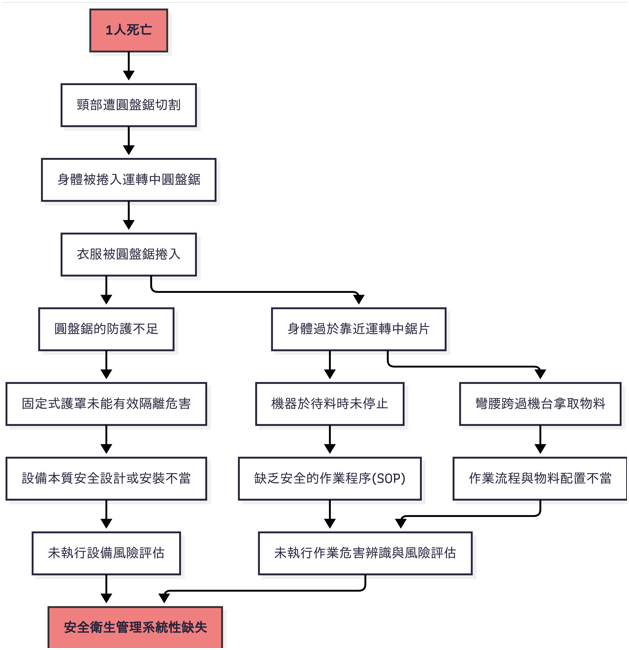 1人死亡
頸部遭圓盤鋸切割
身體被捲入運轉中圓盤鋸
衣服被圓盤鋸捲入
圓盤鋸的防護不足
身體過於靠近運轉中鋸片
固定式護罩未能有效隔離危害
機器於待料時未停止
彎腰跨過機台拿取物料
設備本質安全設計或安裝不當
缺乏安全的作業程序(SOP)
作業流程與物料配置不當
未執行設備風險評估
未執行作業危害辨識與風險評估
安全衛生管理系統性缺失